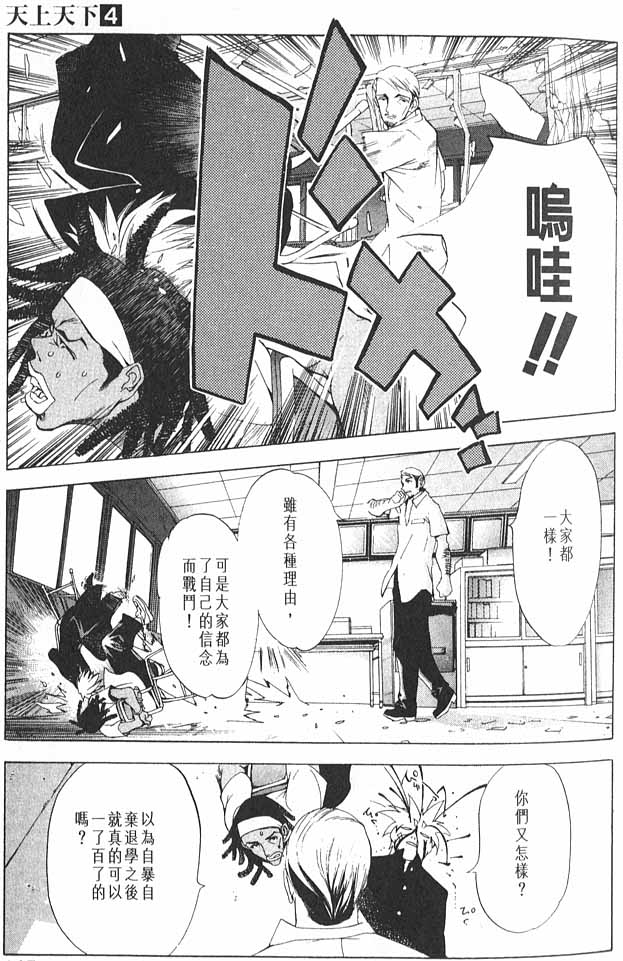 天上天下4
嗚
哇
!!
ドドメ
大家都
一樣！
雖有各種理由，
可是大家都為
了自己的信念
而戰鬥！
你們又怎樣？
以為自暴自
棄退學之後
就真的可以
一了百了的
嗎？